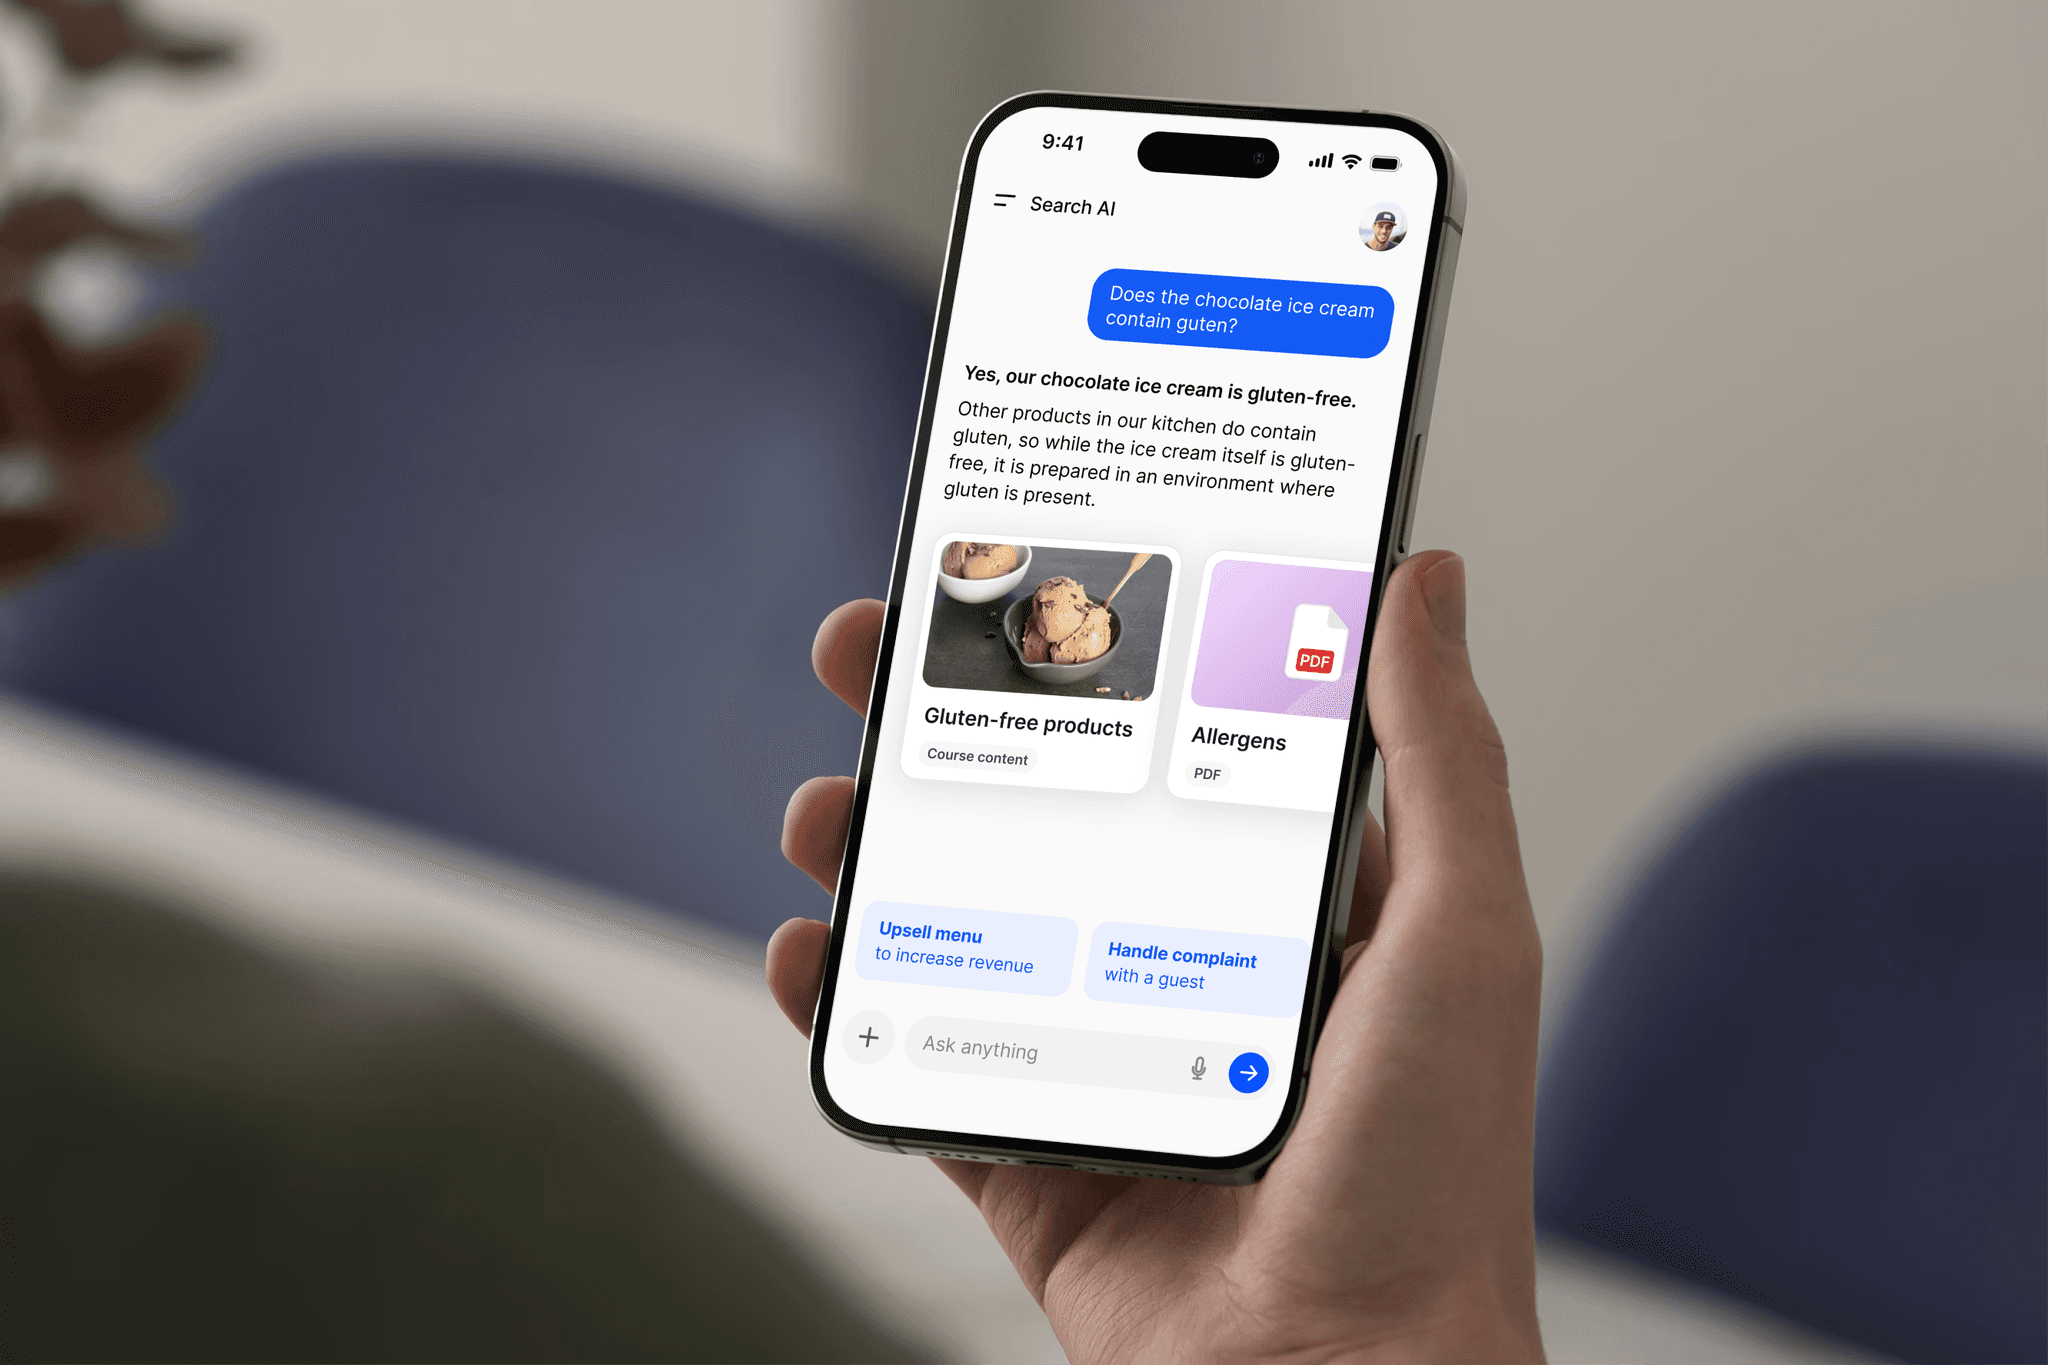 9:41
Search AI
Does the chocolate ice cream
contain guten?
Yes, our chocolate ice cream is gluten-free.
Other products in our kitchen do contain
gluten, so while the ice cream itself is gluten-
free, it is prepared in an environment where
gluten is present.
PDF
Gluten-free products
Course content
Allergens
PDF
Upsell menu
to increase revenue
Handle complaint
with a guest
Ask anything